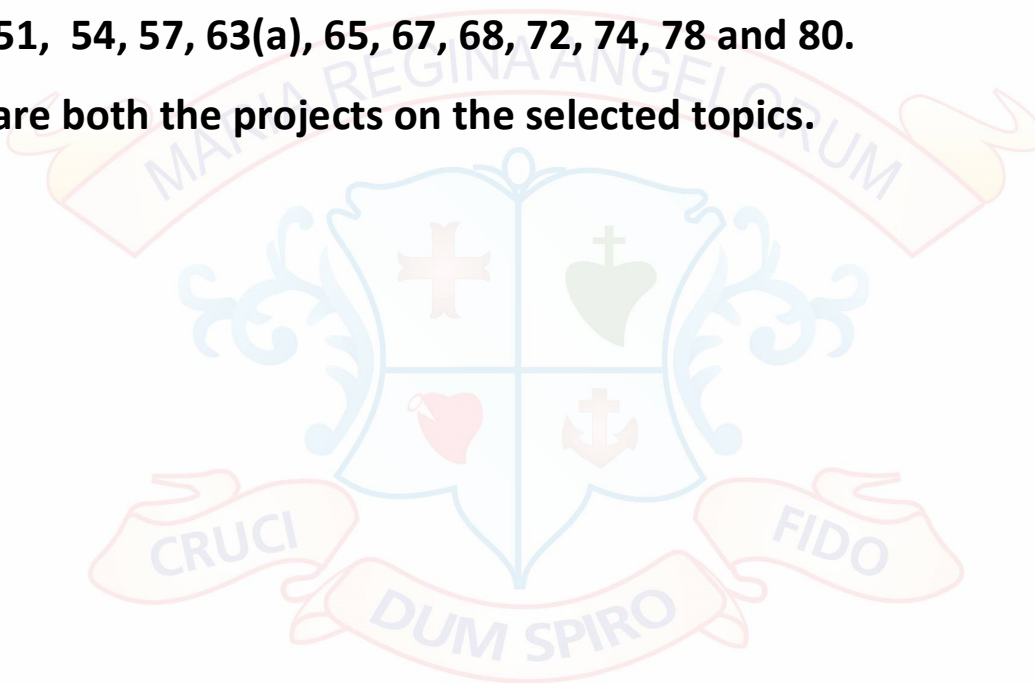 51, 54, 57, 63(a), 65, 67, 68, 72, 74, 78 and 80.
are both the projects on the selected topics.
MARIA REGINA ANGELORUM
CRUCI
FIDO
DUM SPIRO